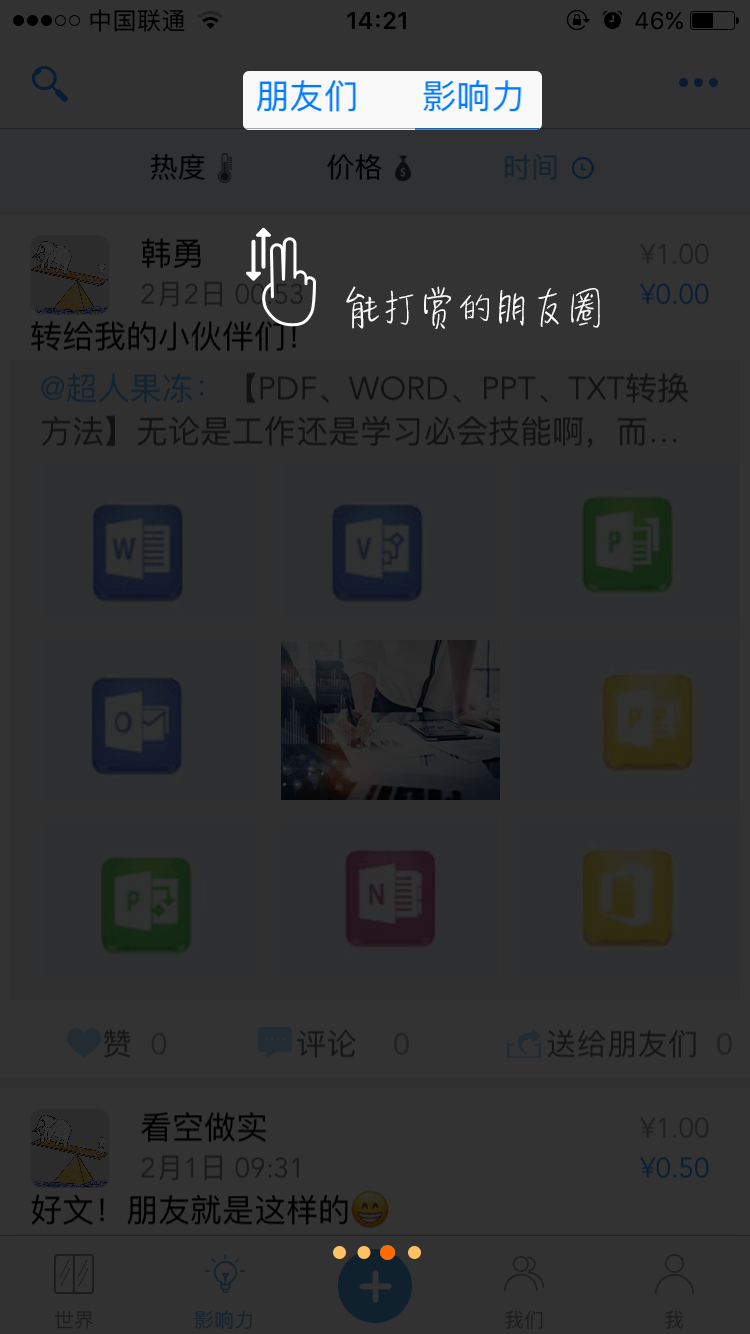 中国联通 14:21 46%
朋友们 影响力
热度 价格 时间
韩勇 ¥1.00
2月2日 00:53 ¥0.00
能打赏的朋友圈
转给我的小伙伴们！
@超人果冻：【PDF、WORD、PPT、TXT转换
方法】无论是工作还是学习必会技能啊，而...
W V P
O P
P N
赞 0 评论 0 送给朋友们 0
看空做实 ¥1.00
2月1日 09:31 ¥0.50
好文！朋友就是这样的😁
世界 影响力 我们 我